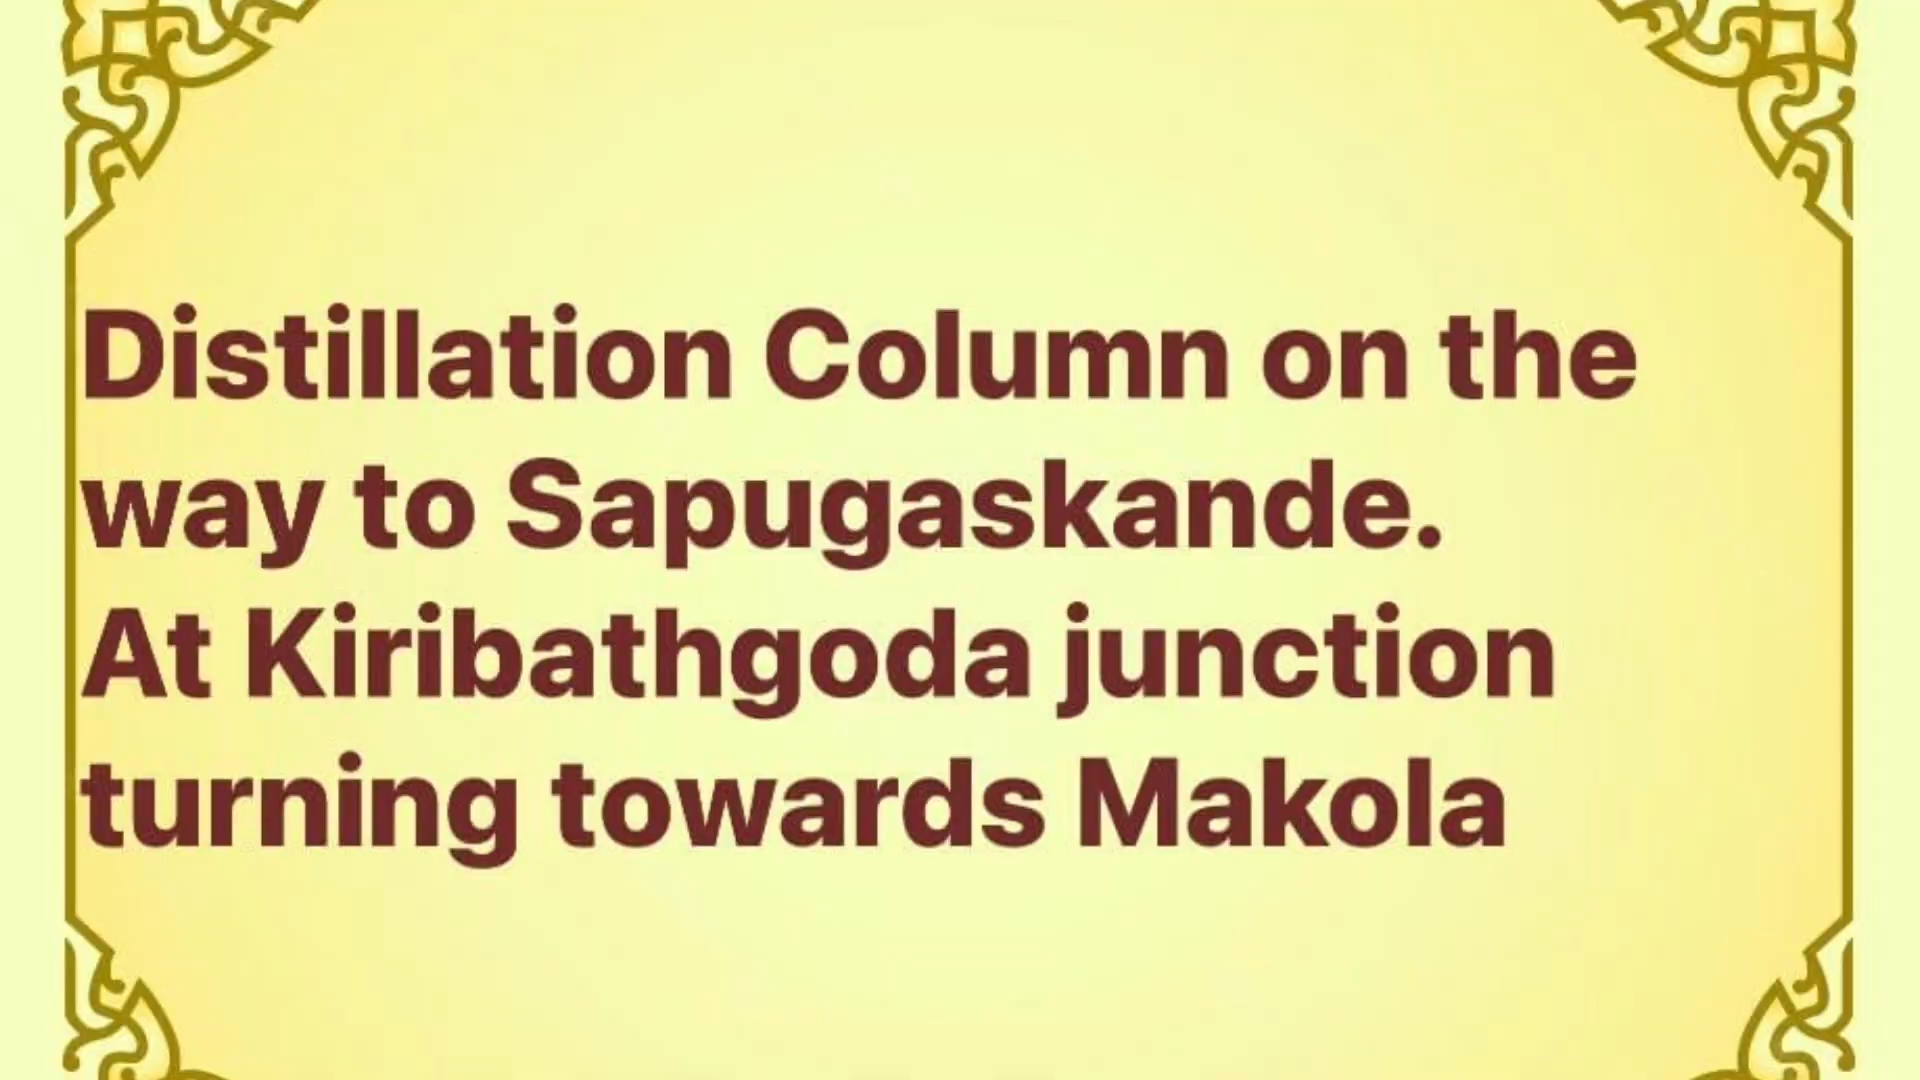 Distillation Column on the
way to Sapugaskande.
At Kiribathgoda junction
turning towards Makola